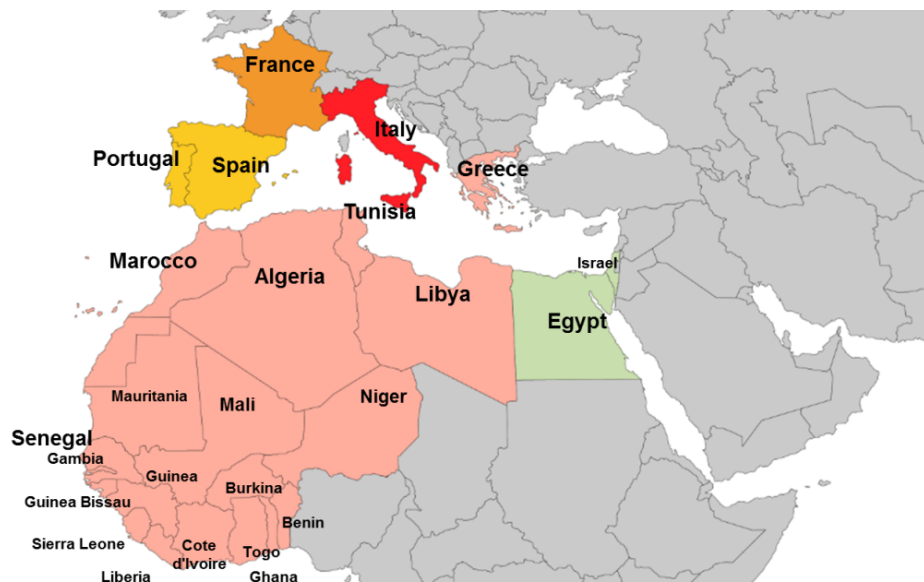 France
Italy
Portugal
Spain
Greece
Tunisia
Marocco
Algeria
Israel
Libya
Egypt
Mauritania
Mali
Niger
Senegal
Gambia
Guinea
Burkina
Guinea Bissau
Benin
Sierra Leone
Cote
d'Ivoire
Togo
Liberia
Ghana